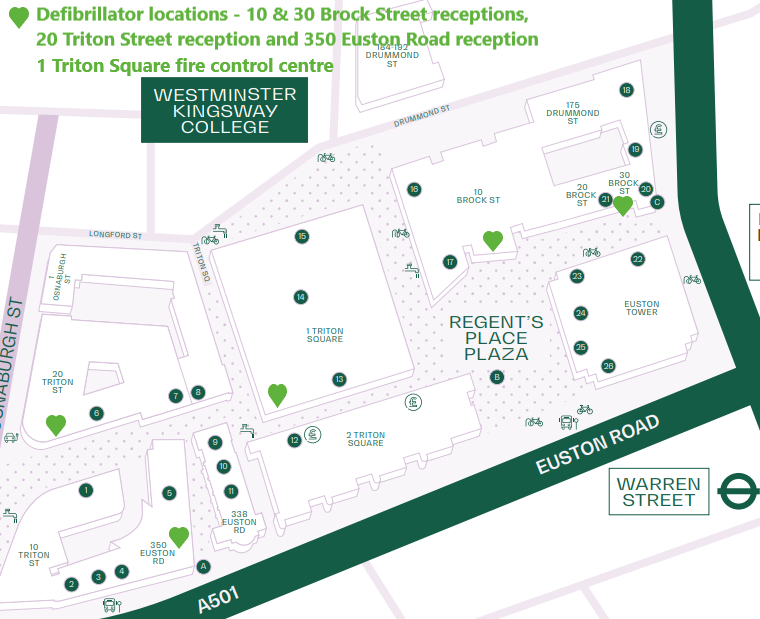 Defibrillator locations - 10 & 30 Brock Street receptions,
20 Triton Street reception and 350 Euston Road reception
1 Triton Square fire control centre
184-192
DRUMMOND
ST
WESTMINSTER
KINGSWAY
COLLEGE
DRUMMOND ST
175
DRUMMOND
ST
18
£
19
16
10
BROCK ST
20
BROCK
ST
30
BROCK
ST
20
21
C
LONGFORD ST
TRITON SQ
15
17
22
23
1
OSNABURGH
ST
14
24
EUSTON
TOWER
1 TRITON
SQUARE
REGENT'S
PLACE
PLAZA
25
26
B
13
20
TRITON
ST
6
7
8
£
12
£
2 TRITON
SQUARE
9
10
11
338
EUSTON
RD
1
5
350
EUSTON
RD
10
TRITON
ST
2
3
4
A
EUSTON ROAD
WARREN
STREET
A501